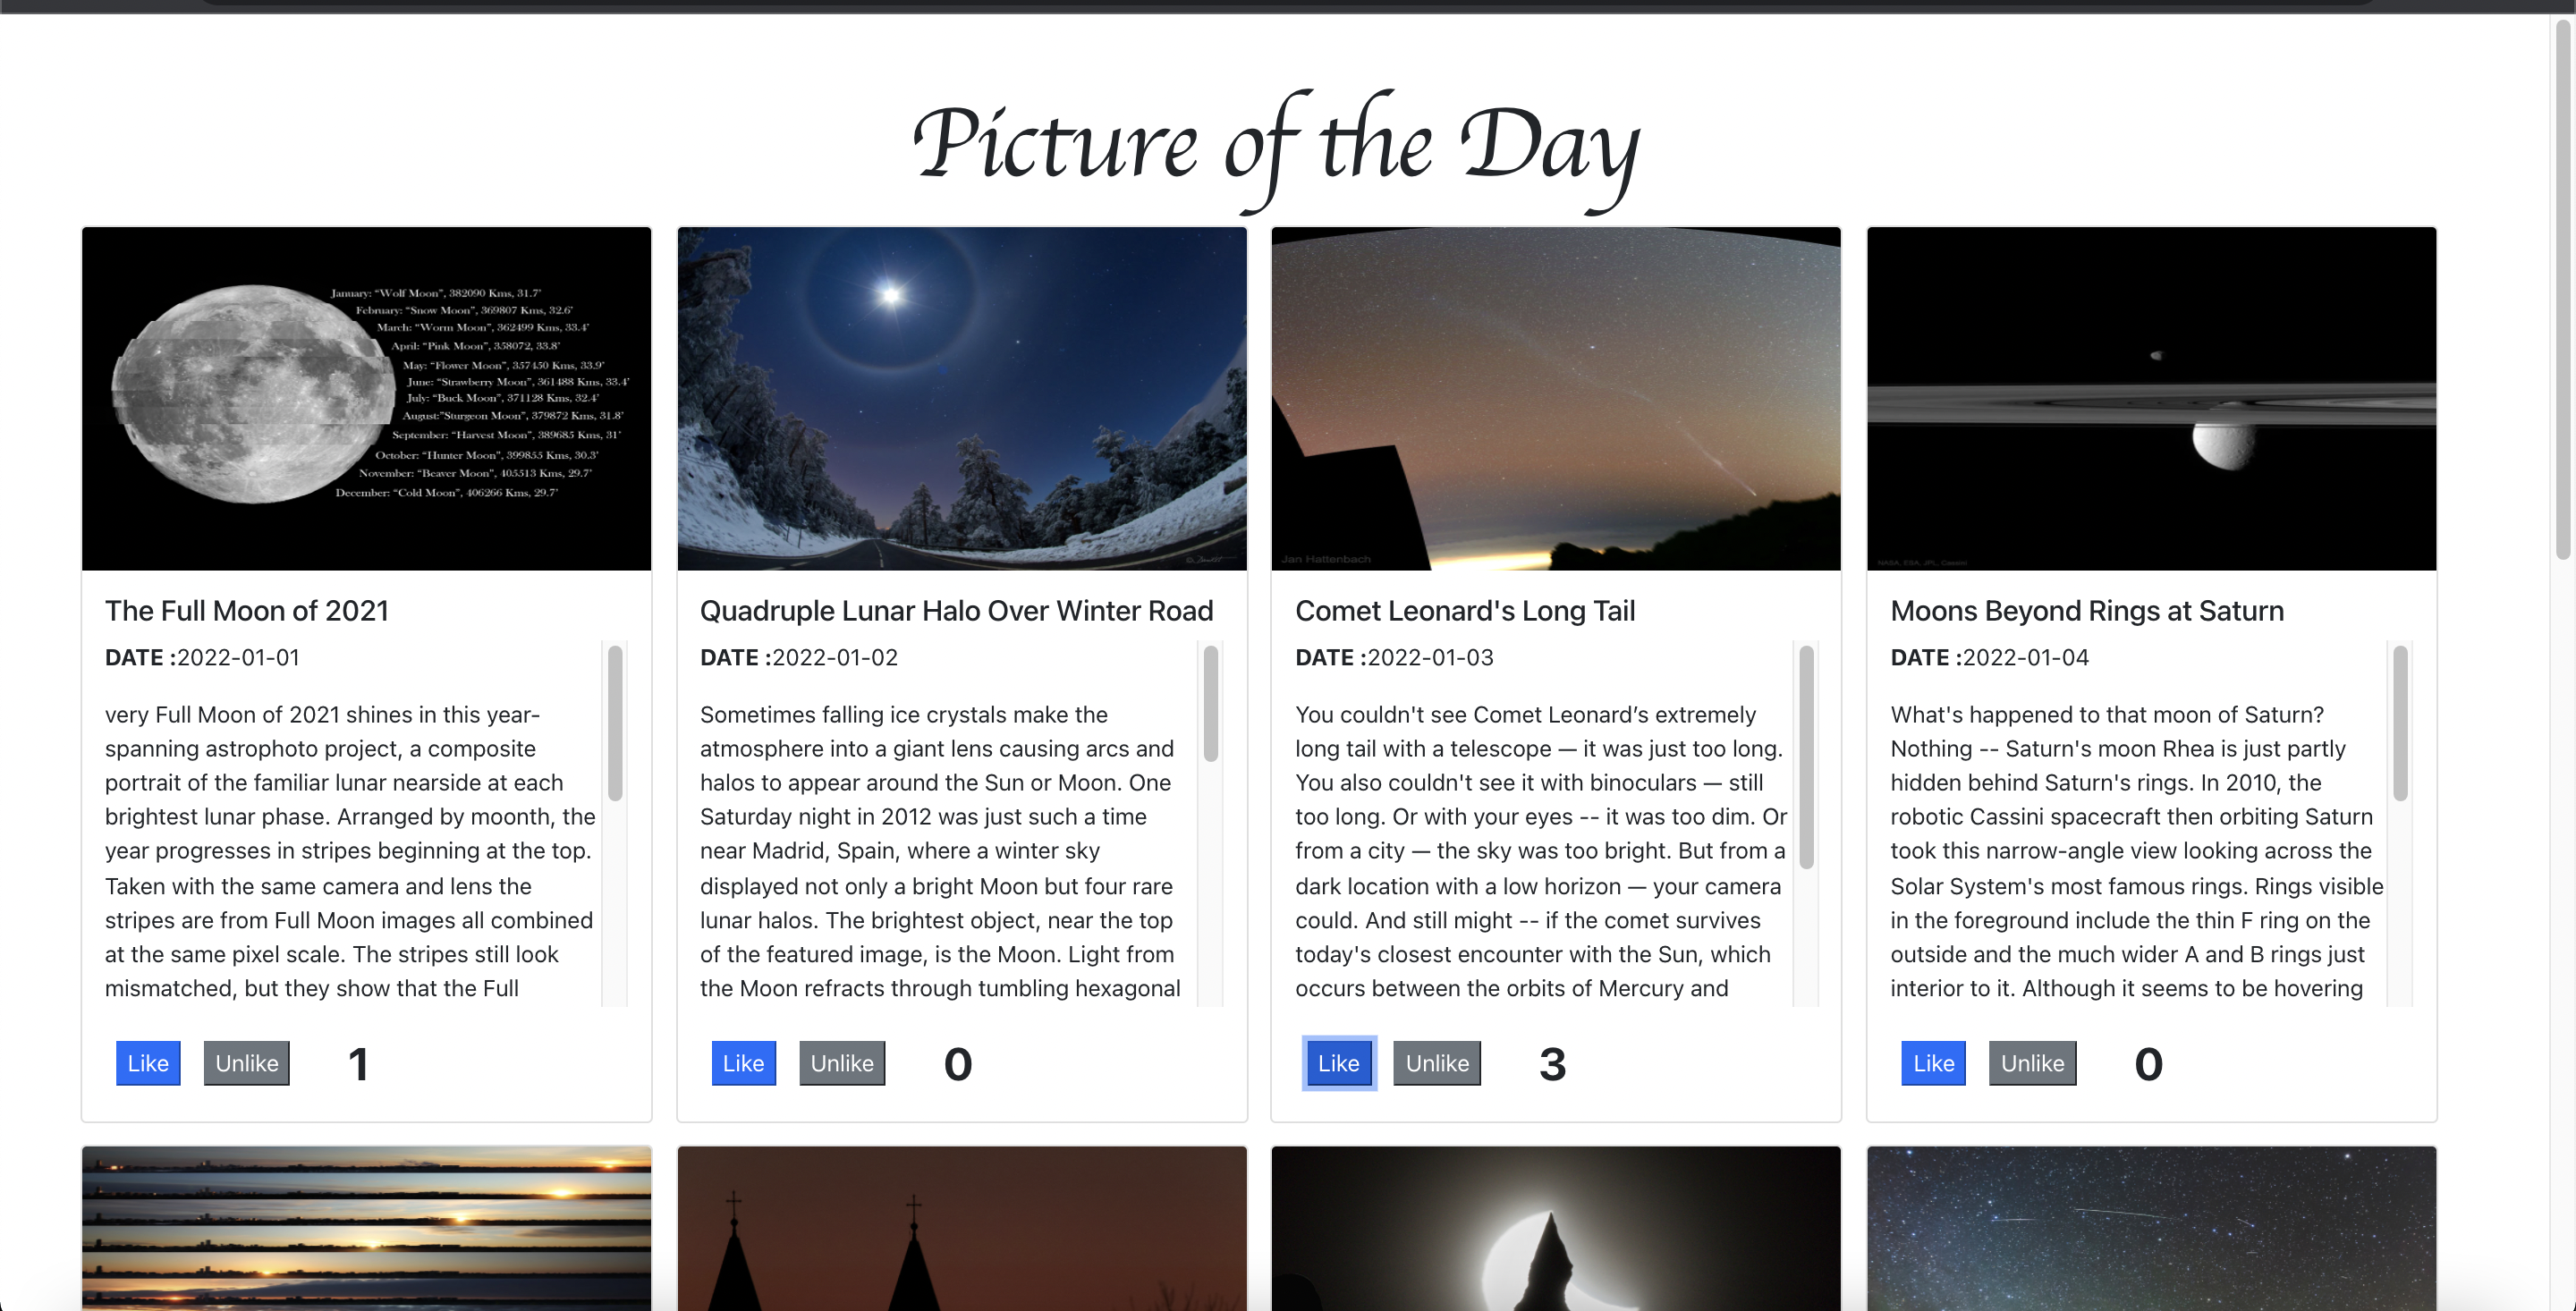 Picture of the Day
January: “Wolf Moon”, 382090 Kms, 31.7'
February: “Snow Moon”, 369807 Kms, 32.6'
March: “Worm Moon”, 362499 Kms, 33.4'
April: “Pink Moon”, 358072, 33.8'
May: “Flower Moon”, 357450 Kms, 33.9'
June: “Strawberry Moon”, 361488 Kms, 33.4'
July: “Buck Moon”, 371128 Kms, 32.4'
August:"Sturgeon Moon", 379872 Kms, 31.8'
September: “Harvest Moon”, 389685 Kms, 31'
October: “Hunter Moon”, 399855 Kms, 30.3'
November: “Beaver Moon”, 405513 Kms, 29.7'
December: “Cold Moon”, 406266 Kms, 29.7'
The Full Moon of 2021
DATE :2022-01-01
very Full Moon of 2021 shines in this year-
spanning astrophoto project, a composite
portrait of the familiar lunar nearside at each
brightest lunar phase. Arranged by moonth, the
year progresses in stripes beginning at the top.
Taken with the same camera and lens the
stripes are from Full Moon images all combined
at the same pixel scale. The stripes still look
mismatched, but they show that the Full
Like Unlike 1
Quadruple Lunar Halo Over Winter Road
DATE :2022-01-02
Sometimes falling ice crystals make the
atmosphere into a giant lens causing arcs and
halos to appear around the Sun or Moon. One
Saturday night in 2012 was just such a time
near Madrid, Spain, where a winter sky
displayed not only a bright Moon but four rare
lunar halos. The brightest object, near the top
of the featured image, is the Moon. Light from
the Moon refracts through tumbling hexagonal
Like Unlike 0
Jan Hattenbach
Comet Leonard's Long Tail
DATE :2022-01-03
You couldn't see Comet Leonard’s extremely
long tail with a telescope — it was just too long.
You also couldn't see it with binoculars — still
too long. Or with your eyes -- it was too dim. Or
from a city — the sky was too bright. But from a
dark location with a low horizon — your camera
could. And still might -- if the comet survives
today's closest encounter with the Sun, which
occurs between the orbits of Mercury and
Like Unlike 3
NASA, ESA, JPL, Cassini
Moons Beyond Rings at Saturn
DATE :2022-01-04
What's happened to that moon of Saturn?
Nothing -- Saturn's moon Rhea is just partly
hidden behind Saturn's rings. In 2010, the
robotic Cassini spacecraft then orbiting Saturn
took this narrow-angle view looking across the
Solar System's most famous rings. Rings visible
in the foreground include the thin F ring on the
outside and the much wider A and B rings just
interior to it. Although it seems to be hovering
Like Unlike 0